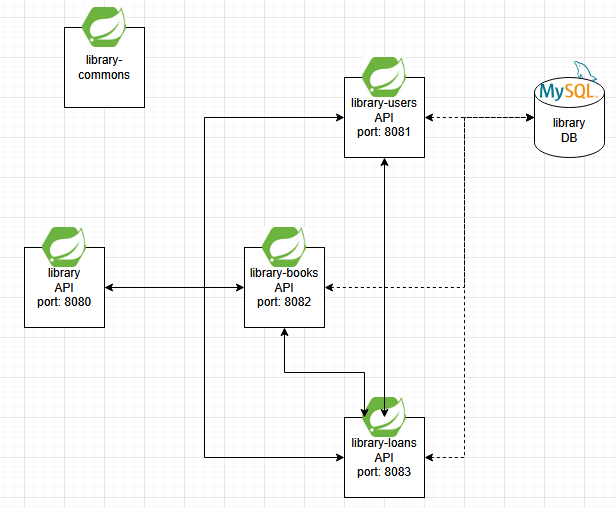 library-
commons
library-users
API
port: 8081
MySQL
library
DB
library
API
port: 8080
library-books
API
port: 8082
library-loans
API
port: 8083